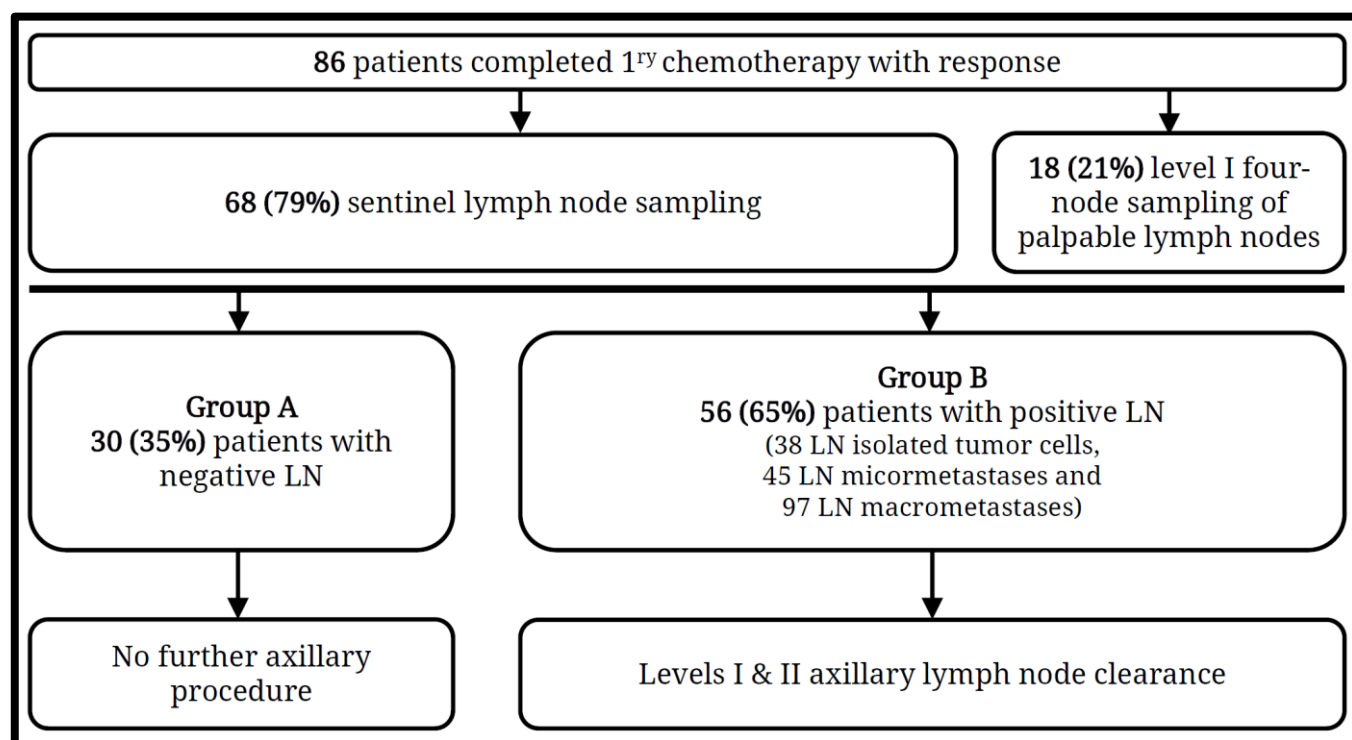 86 patients completed 1ry chemotherapy with response
68 (79%) sentinel lymph node sampling
18 (21%) level I four-
node sampling of
palpable lymph nodes
Group A
30 (35%) patients with
negative LN
Group B
56 (65%) patients with positive LN
(38 LN isolated tumor cells,
45 LN micormetastases and
97 LN macrometastases)
No further axillary
procedure
Levels I & II axillary lymph node clearance